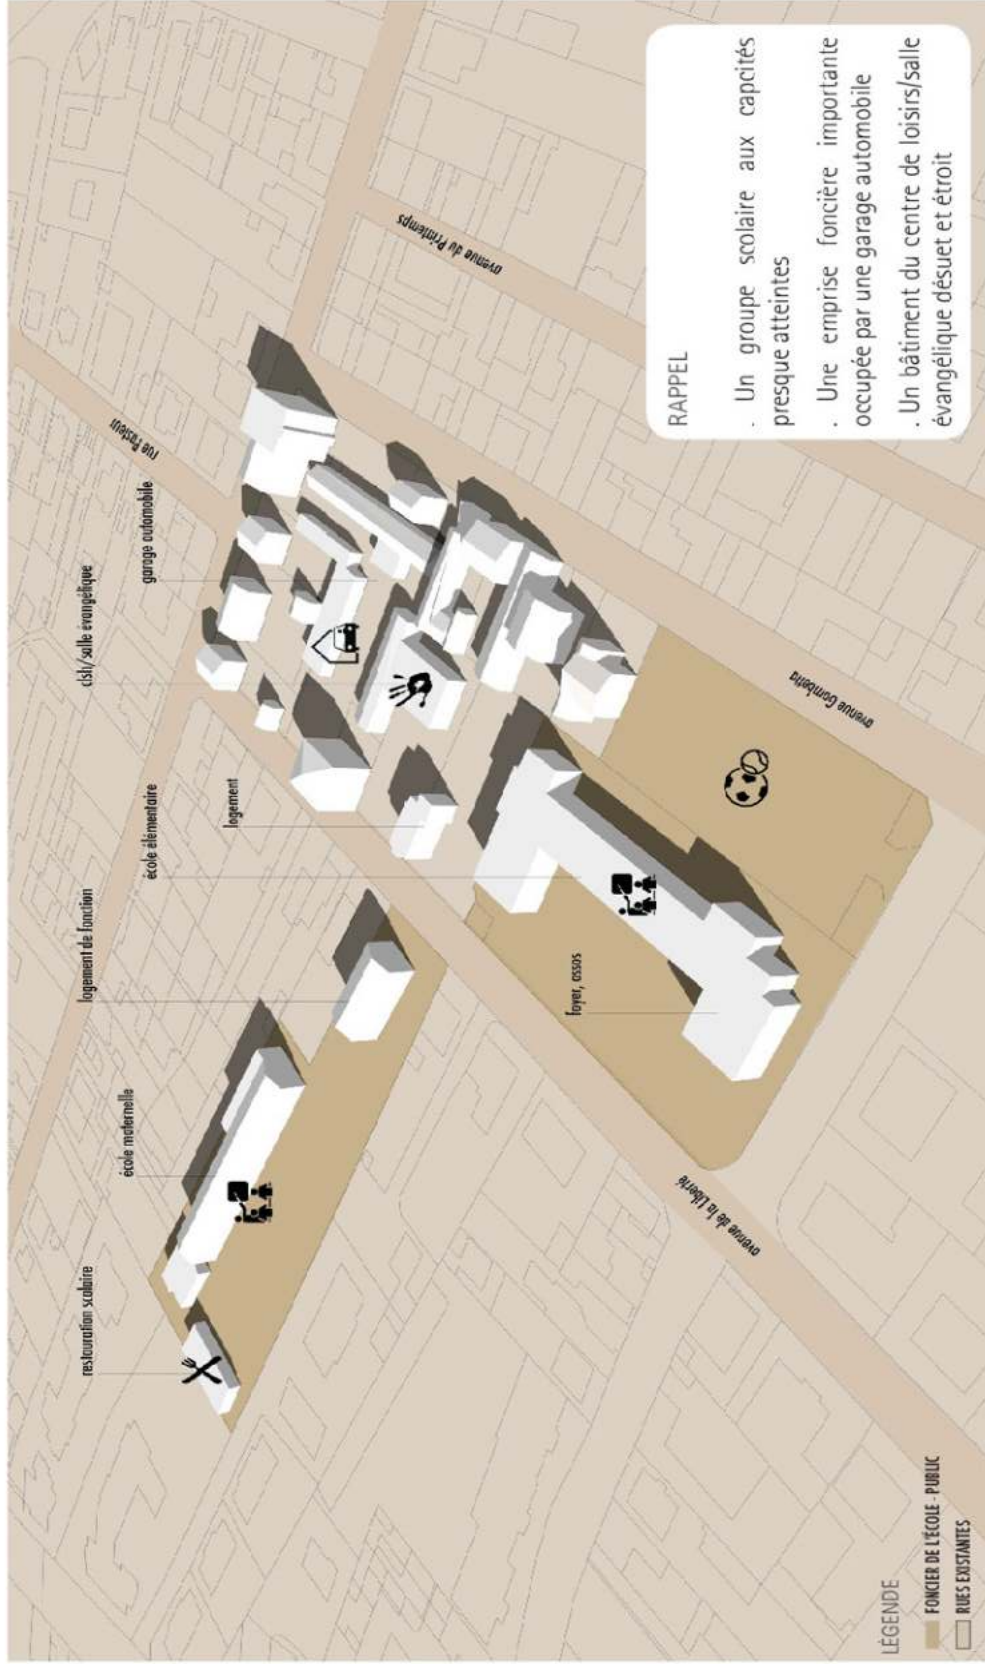 restauration scolaire
école maternelle
logement de fonction
école élémentaire
logement
clsh/salle évangélique
garage automobile
rue Pasteur
avenue du Printemps
foyer, assos
avenue de la Liberté
avenue Gambetta
RAPPEL
. Un groupe scolaire aux capcités
presque atteintes
. Une emprise foncière importante
occupée par une garage automobile
. Un bâtiment du centre de loisirs/salle
évangélique désuet et étroit
LÉGENDE
FONCIER DE L'ÉCOLE - PUBLIC
RUES EXISTANTES